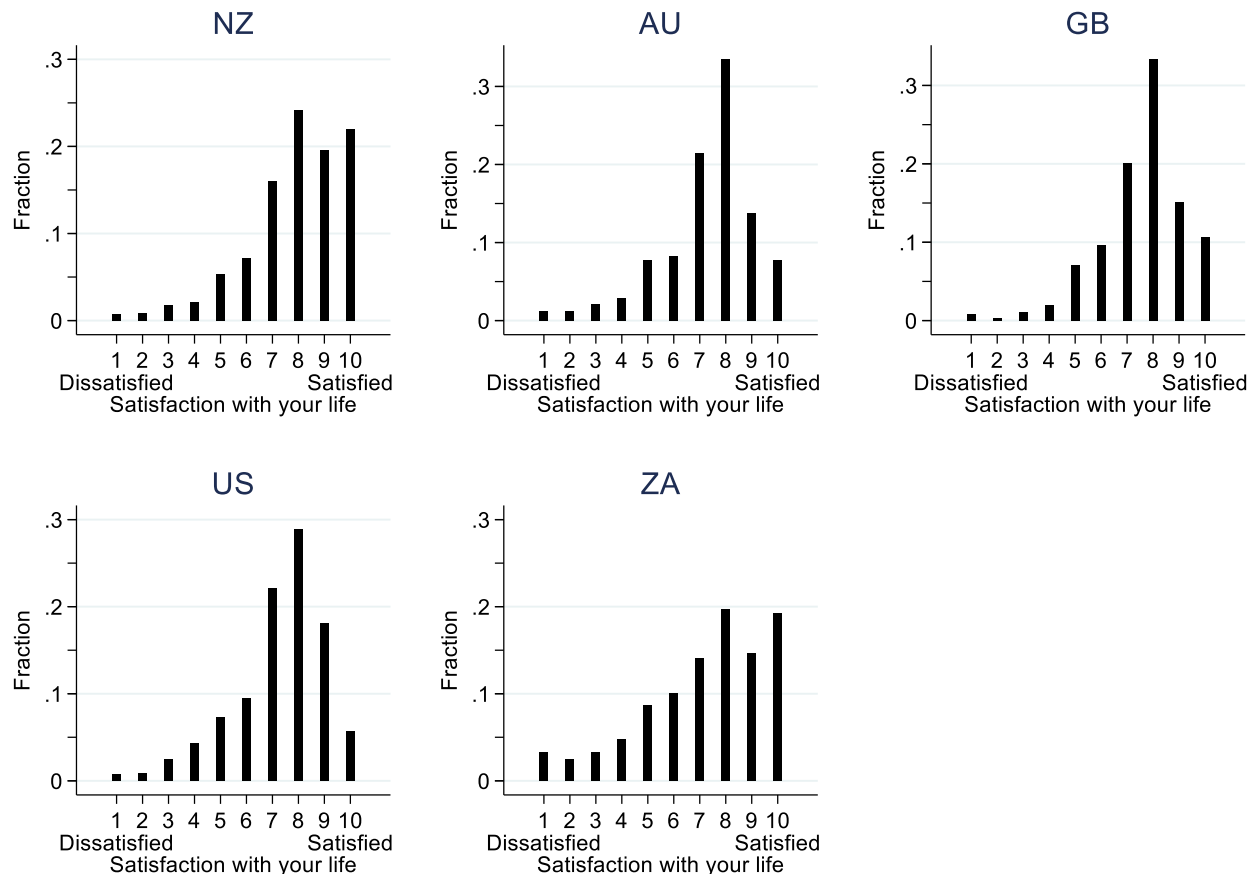 NZ
.3
.2
.1
0
Fraction
1 2 3 4 5 6 7 8 9 10
Dissatisfied Satisfied
Satisfaction with your life
AU
.3
.2
.1
0
Fraction
1 2 3 4 5 6 7 8 9 10
Dissatisfied Satisfied
Satisfaction with your life
GB
.3
.2
.1
0
Fraction
1 2 3 4 5 6 7 8 9 10
Dissatisfied Satisfied
Satisfaction with your life
US
.3
.2
.1
0
Fraction
1 2 3 4 5 6 7 8 9 10
Dissatisfied Satisfied
Satisfaction with your life
ZA
.3
.2
.1
0
Fraction
1 2 3 4 5 6 7 8 9 10
Dissatisfied Satisfied
Satisfaction with your life